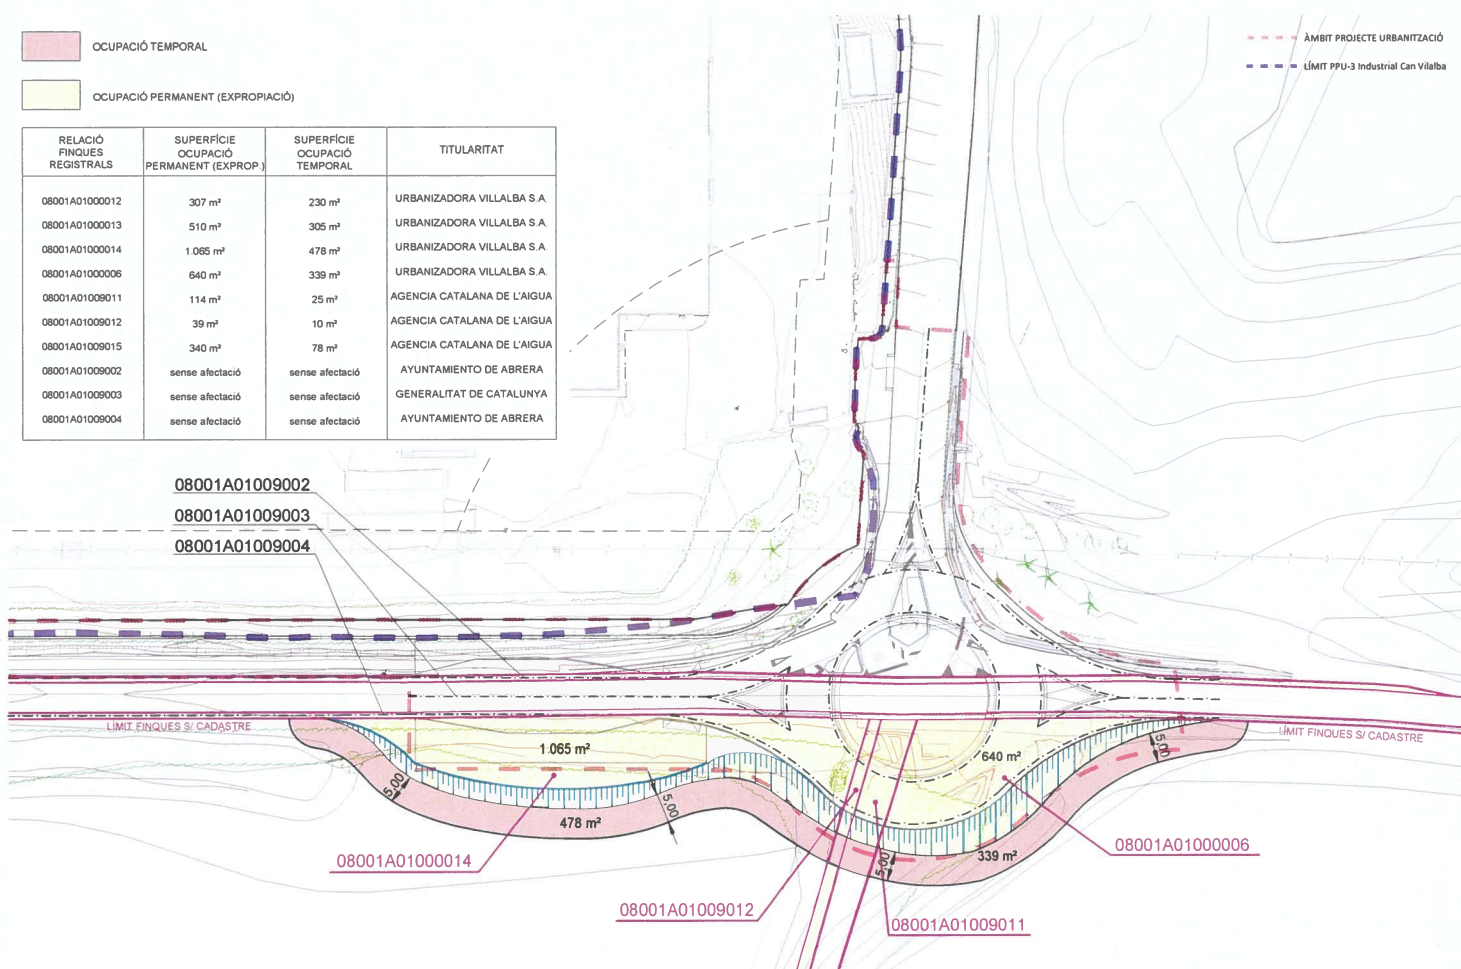 OCUPACIÓ TEMPORAL
OCUPACIÓ PERMANENT (EXPROPIACIÓ)
ÀMBIT PROJECTE URBANITZACIÓ
LÍMIT PPU-3 Industrial Can Vilalba
RELACIÓ FINQUES REGISTRALS SUPERFÍCIE OCUPACIÓ PERMANENT (EXPROP.) SUPERFÍCIE OCUPACIÓ TEMPORAL TITULARITAT
08001A01000012 307 m² 230 m² URBANIZADORA VILLALBA S.A.
08001A01000013 510 m² 305 m² URBANIZADORA VILLALBA S.A.
08001A01000014 1.065 m² 478 m² URBANIZADORA VILLALBA S.A.
08001A01000006 640 m² 339 m² URBANIZADORA VILLALBA S.A.
08001A01009011 114 m² 25 m² AGENCIA CATALANA DE L'AIGUA
08001A01009012 39 m² 10 m² AGENCIA CATALANA DE L'AIGUA
08001A01009015 340 m² 78 m² AGENCIA CATALANA DE L'AIGUA
08001A01009002 sense afectació sense afectació AYUNTAMIENTO DE ABRERA
08001A01009003 sense afectació sense afectació GENERALITAT DE CATALUNYA
08001A01009004 sense afectació sense afectació AYUNTAMIENTO DE ABRERA
08001A01009002
08001A01009003
08001A01009004
LÍMIT FINQUES S/ CADASTRE
LÍMIT FINQUES S/ CADASTRE
1.065 m²
640 m²
5,00
5,00
5,00
5,00
478 m²
339 m²
08001A01000014
08001A01000006
08001A01009012
08001A01009011